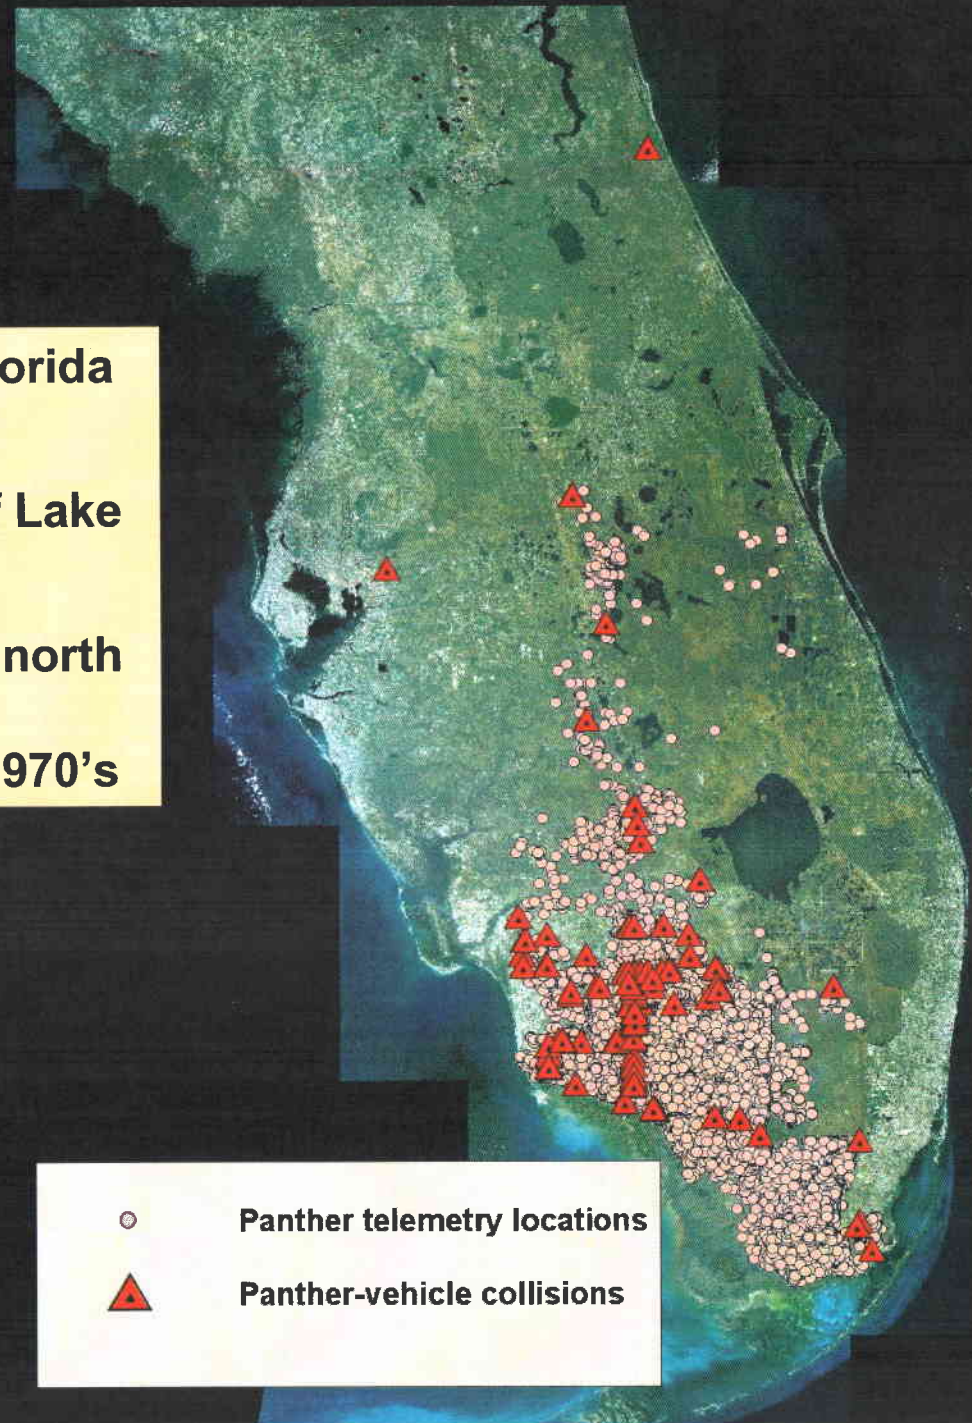 orida
f Lake
north
970's
Panther telemetry locations
Panther-vehicle collisions